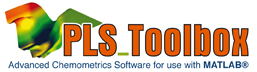 PLS_Toolbox
Advanced Chemometrics Software for use with MATLAB®